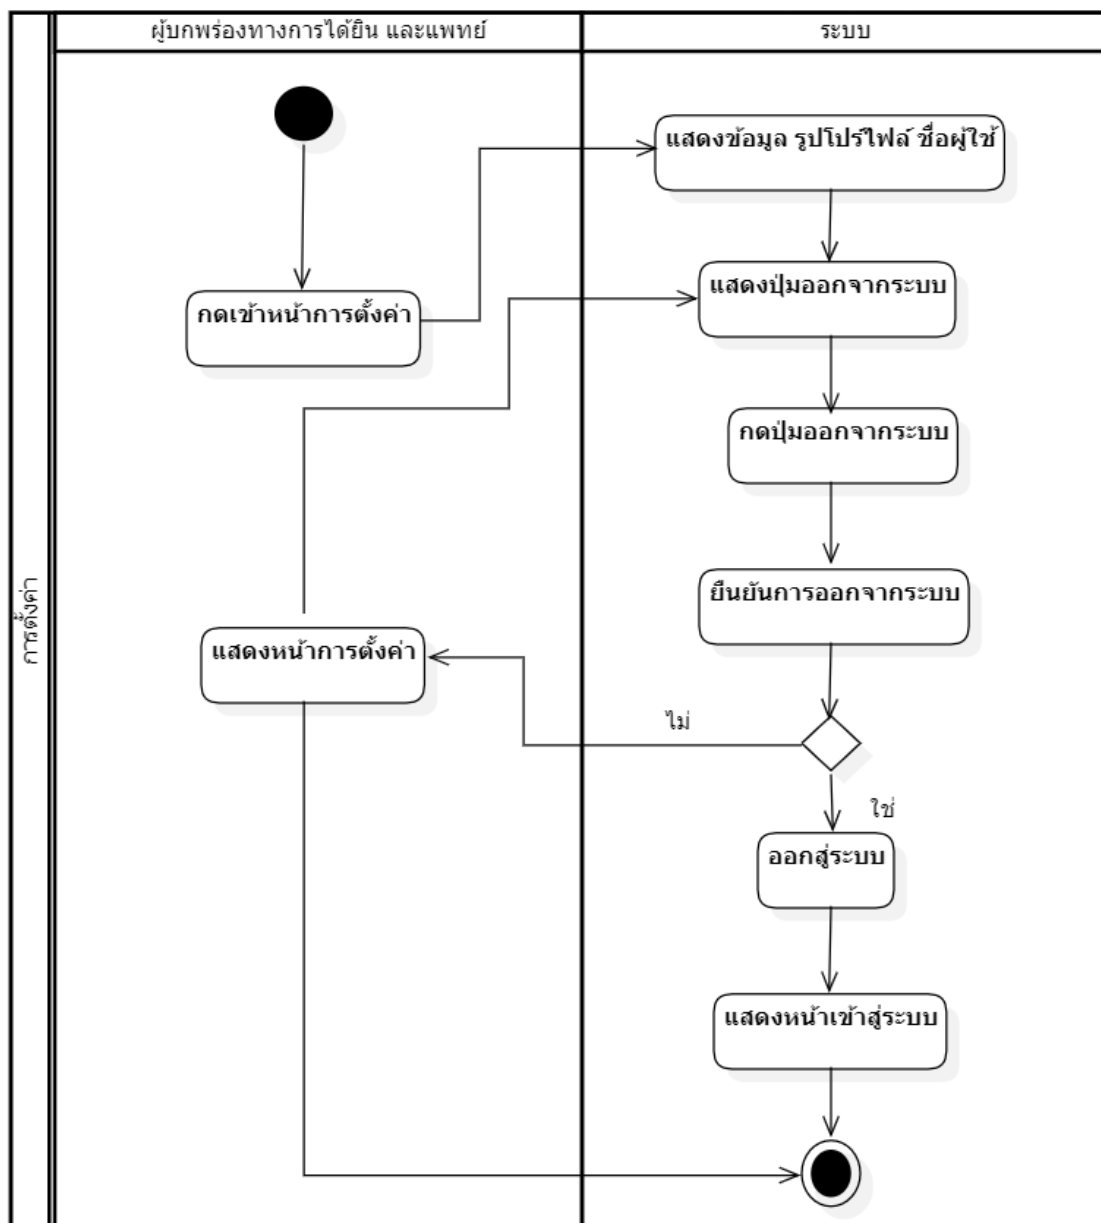 ผู้บกพร่องทางการได้ยิน และแพทย์
ระบบ
การตั้งค่า
แสดงข้อมูล รูปโปรไฟล์ ชื่อผู้ใช้
กดเข้าหน้าการตั้งค่า
แสดงปุ่มออกจากระบบ
กดปุ่มออกจากระบบ
ยืนยันการออกจากระบบ
แสดงหน้าการตั้งค่า
ไม่
ใช่
ออกสู่ระบบ
แสดงหน้าเข้าสู่ระบบ